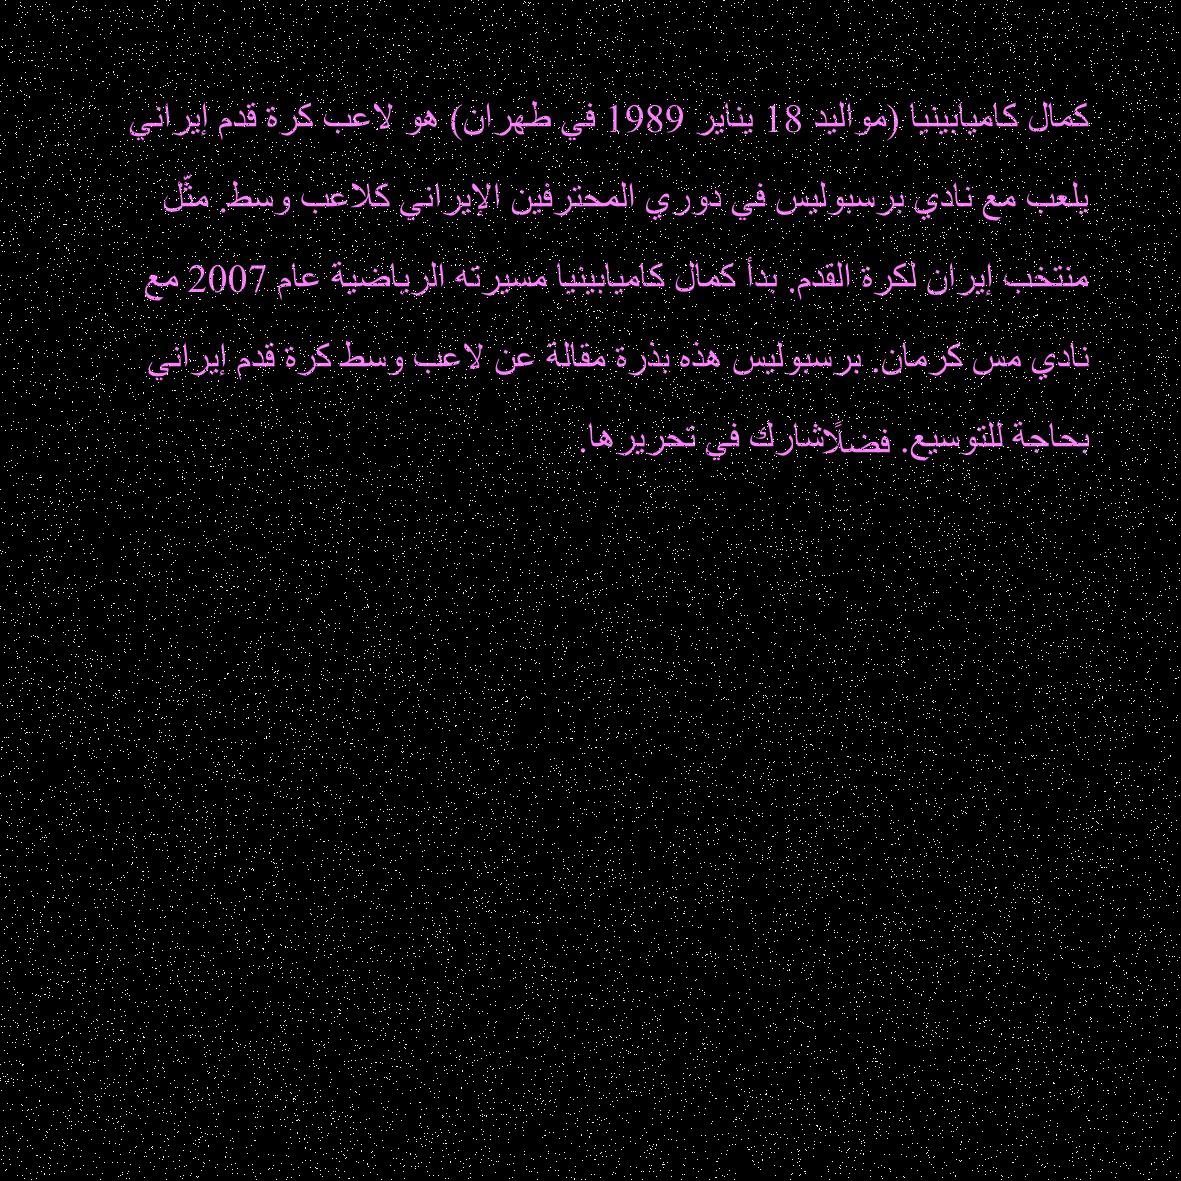 كمال كاميابينيا (مواليد 18 يناير 1989 في طهران) هو لاعب كرة قدم إيراني
يلعب مع نادي برسبوليس في دوري المحترفين الإيراني كلاعب وسط. مثّل
منتخب إيران لكرة القدم. بدأ كمال كاميابينيا مسيرته الرياضية عام 2007 مع
نادي مس كرمان. برسبوليس هذه بذرة مقالة عن لاعب وسط كرة قدم إيراني
بحاجة للتوسيع. فضلًاشارك في تحريرها.